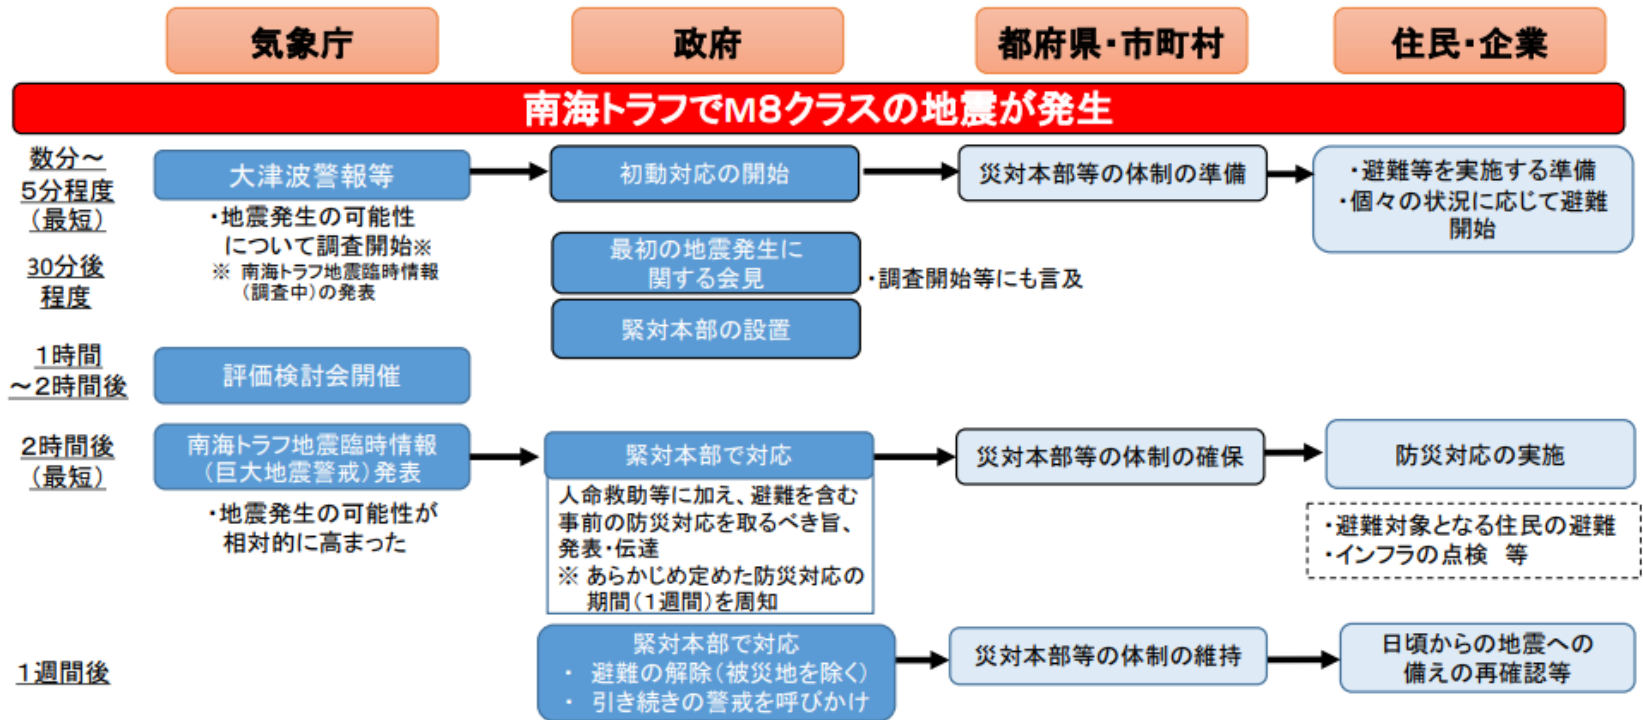 気象庁
政府
都府県・市町村
住民・企業
南海トラフでM8クラスの地震が発生
数分～
5分程度
（最短）
大津波警報等
・地震発生の可能性
について調査開始※
※ 南海トラフ地震臨時情報
（調査中）の発表
初動対応の開始
災対本部等の体制の準備
・避難等を実施する準備
・個々の状況に応じて避難
開始
30分後
程度
最初の地震発生に
関する会見
・調査開始等にも言及
緊対本部の設置
1時間
～2時間後
評価検討会開催
2時間後
（最短）
南海トラフ地震臨時情報
（巨大地震警戒）発表
・地震発生の可能性が
相対的に高まった
緊対本部で対応
人命救助等に加え、避難を含む
事前の防災対応を取るべき旨、
発表・伝達
※ あらかじめ定めた防災対応の
期間（1週間）を周知
災対本部等の体制の確保
防災対応の実施
・避難対象となる住民の避難
・インフラの点検 等
1週間後
緊対本部で対応
・ 避難の解除（被災地を除く）
・ 引き続きの警戒を呼びかけ
災対本部等の体制の維持
日頃からの地震への
備えの再確認等